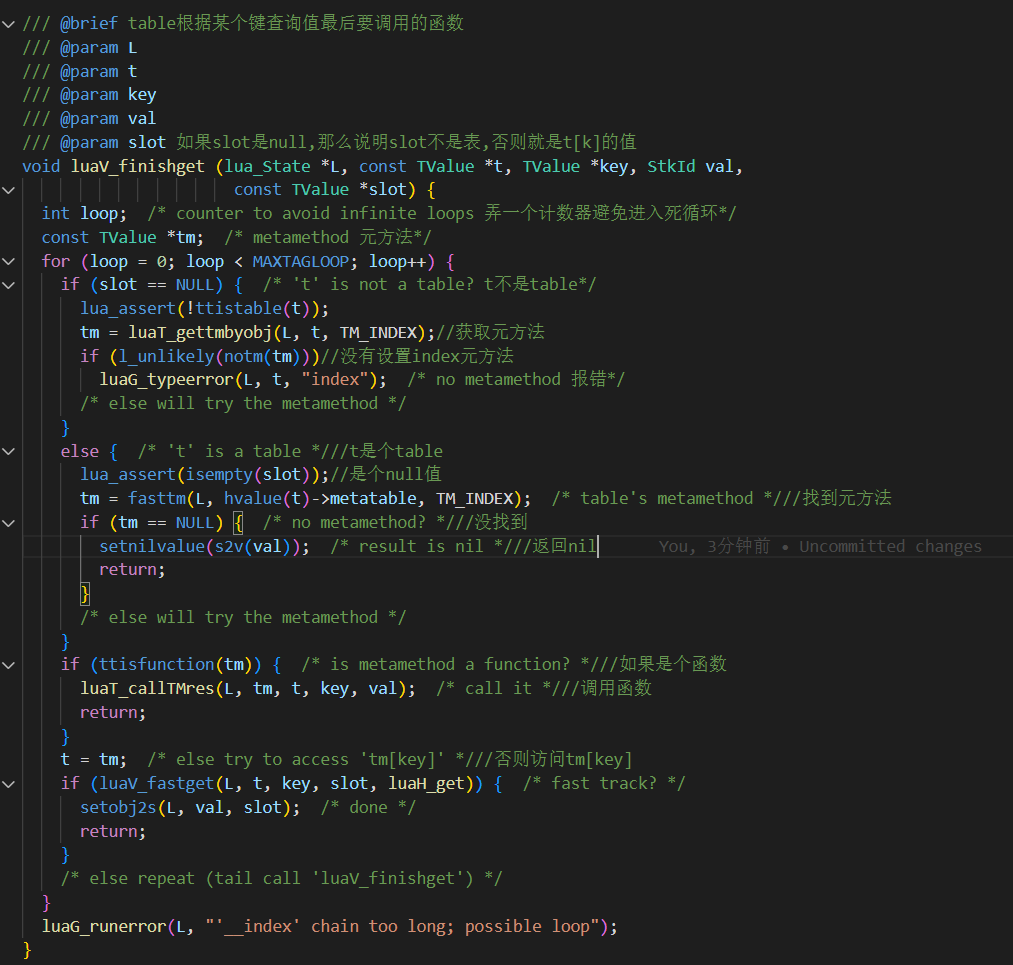 /// @brief table根据某个键查询值最后要调用的函数
/// @param L
/// @param t
/// @param key
/// @param val
/// @param slot 如果slot是null,那么说明slot不是表,否则就是t[k]的值
void luaV_finishget (lua_State *L, const TValue *t, TValue *key, StkId val,
                      const TValue *slot) {
  int loop;  /* counter to avoid infinite loops 弄一个计数器避免进入死循环*/
  const TValue *tm;  /* metamethod 元方法*/
  for (loop = 0; loop < MAXTAGLOOP; loop++) {
    if (slot == NULL) {  /* 't' is not a table? t不是table*/
      lua_assert(!ttistable(t));
      tm = luaT_gettmbyobj(L, t, TM_INDEX);//获取元方法
      if (l_unlikely(notm(tm)))//没有设置index元方法
        luaG_typeerror(L, t, "index");  /* no metamethod 报错*/
      /* else will try the metamethod */
    }
    else {  /* 't' is a table *///t是个table
      lua_assert(isempty(slot));//是个null值
      tm = fasttm(L, hvalue(t)->metatable, TM_INDEX);  /* table's metamethod *///找到元方法
      if (tm == NULL) {  /* no metamethod? *///没找到
        setnilvalue(s2v(val));  /* result is nil *///返回nil You, 3分钟前 • Uncommitted changes
        return;
      }
      /* else will try the metamethod */
    }
    if (ttisfunction(tm)) {  /* is metamethod a function? *///如果是个函数
      luaT_callTMres(L, tm, t, key, val);  /* call it *///调用函数
      return;
    }
    t = tm;  /* else try to access 'tm[key]' *///否则访问tm[key]
    if (luaV_fastget(L, t, key, slot, luaH_get)) {  /* fast track? */
      setobj2s(L, val, slot);  /* done */
      return;
    }
    /* else repeat (tail call 'luaV_finishget') */
  }
  luaG_runerror(L, "'__index' chain too long; possible loop");
}